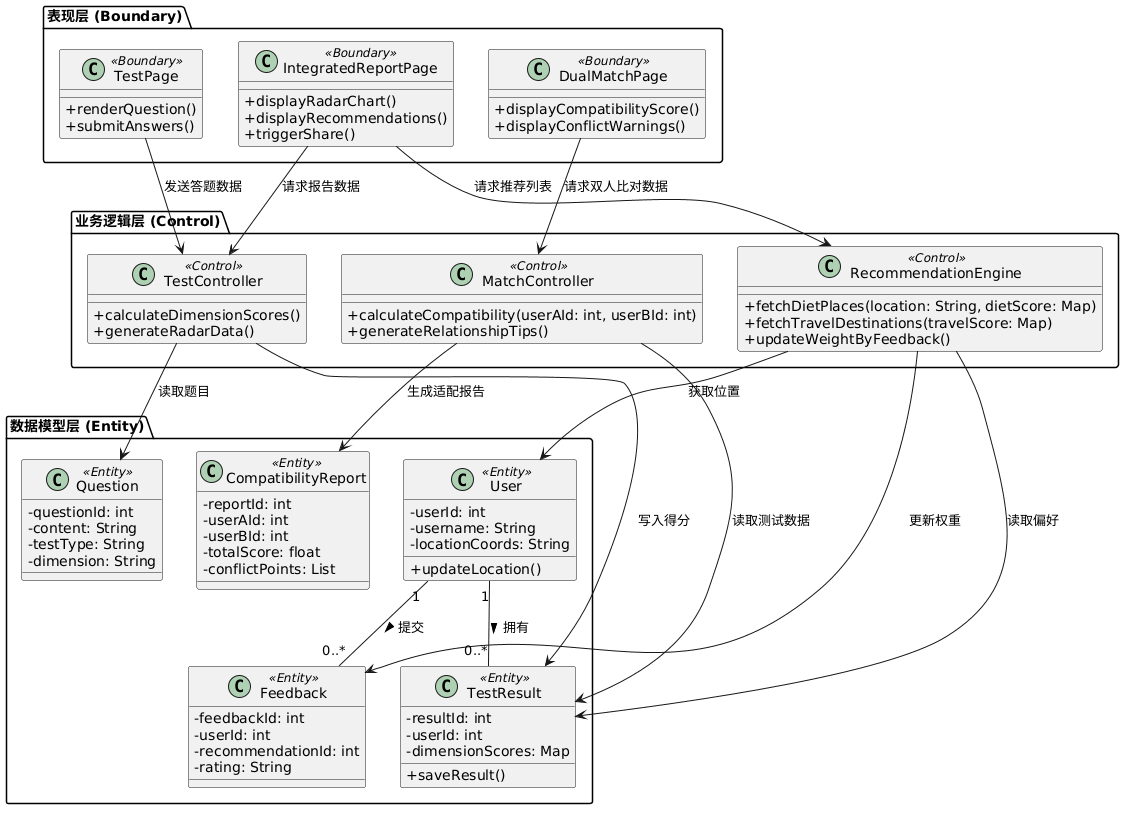 表现层 (Boundary)
C
«Boundary»
TestPage
+renderQuestion()
+submitAnswers()
C
«Boundary»
IntegratedReportPage
+displayRadarChart()
+displayRecommendations()
+triggerShare()
C
«Boundary»
DualMatchPage
+displayCompatibilityScore()
+displayConflictWarnings()
发送答题数据
请求报告数据
请求推荐列表
请求双人比对数据
业务逻辑层 (Control)
C
«Control»
TestController
+calculateDimensionScores()
+generateRadarData()
C
«Control»
MatchController
+calculateCompatibility(userAId: int, userBId: int)
+generateRelationshipTips()
C
«Control»
RecommendationEngine
+fetchDietPlaces(location: String, dietScore: Map)
+fetchTravelDestinations(travelScore: Map)
+updateWeightByFeedback()
读取题目
生成适配报告
获取位置
数据模型层 (Entity)
C
«Entity»
Question
-questionId: int
-content: String
-testType: String
-dimension: String
C
«Entity»
CompatibilityReport
-reportId: int
-userAId: int
-userBId: int
-totalScore: float
-conflictPoints: List
C
«Entity»
User
-userId: int
-username: String
-locationCoords: String
+updateLocation()
写入得分
读取测试数据
更新权重
读取偏好
1
1
提交
拥有
0..*
0..*
C
«Entity»
Feedback
-feedbackId: int
-userId: int
-recommendationId: int
-rating: String
C
«Entity»
TestResult
-resultId: int
-userId: int
-dimensionScores: Map
+saveResult()